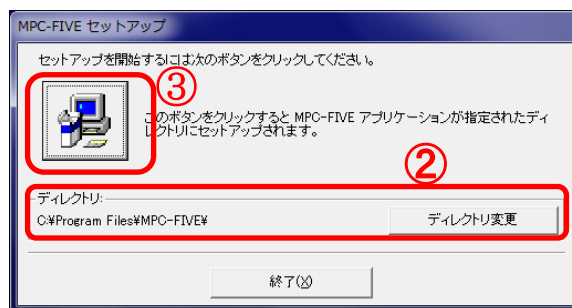 MPC-FIVE セットアップ
セットアップを開始するには次のボタンをクリックしてください。
③
このボタンをクリックすると MPC-FIVE アプリケーションが指定されたディ
レクトリにセットアップされます。
②
ディレクトリ:
C:¥Program Files¥MPC-FIVE¥
ディレクトリ変更
終了(X)